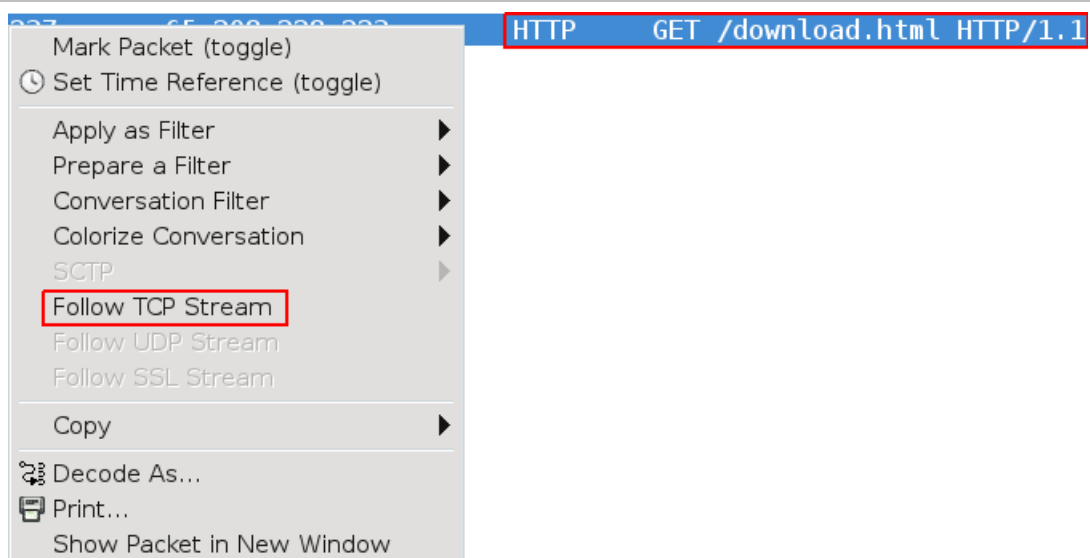 HTTP GET /download.html HTTP/1.1
Mark Packet (toggle)
Set Time Reference (toggle)
Apply as Filter
Prepare a Filter
Conversation Filter
Colorize Conversation
SCTP
Follow TCP Stream
Follow UDP Stream
Follow SSL Stream
Copy
Decode As...
Print...
Show Packet in New Window